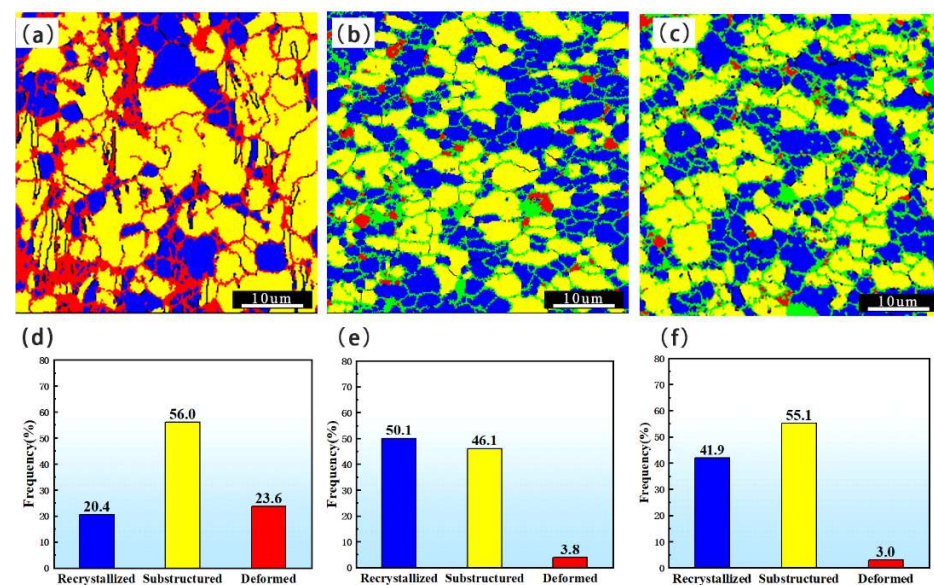 (a)
(b)
(c)
10um
10um
10um
(d)
(e)
(f)
Frequency(%)
80
70
60
50
40
30
20
10
0
20.4
56.0
23.6
Recrystallized Substructured Deformed
Frequency(%)
80
70
60
50
40
30
20
10
0
50.1
46.1
3.8
Recrystallized Substructured Deformed
Frequency(%)
80
70
60
50
40
30
20
10
0
41.9
55.1
3.0
Recrystallized Substructured Deformed